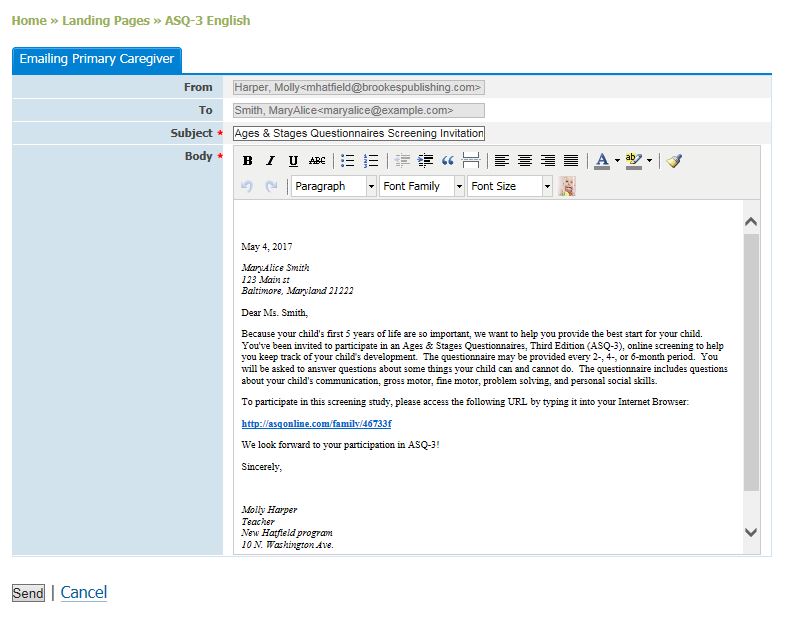 Home » Landing Pages » ASQ-3 English
Emailing Primary Caregiver
From Harper, Molly<mhatfield@brookespublishing.com>
To Smith, MaryAlice<maryalice@example.com>
Subject * Ages & Stages Questionnaires Screening Invitation
Body *
B I U ABC
A ab
Paragraph Font Family Font Size
May 4, 2017
MaryAlice Smith
123 Main st
Baltimore, Maryland 21222
Dear Ms. Smith,
Because your child's first 5 years of life are so important, we want to help you provide the best start for your child.
You've been invited to participate in an Ages & Stages Questionnaires, Third Edition (ASQ-3), online screening to help
you keep track of your child's development. The questionnaire may be provided every 2-, 4-, or 6-month period. You
will be asked to answer questions about some things your child can and cannot do. The questionnaire includes questions
about your child's communication, gross motor, fine motor, problem solving, and personal social skills.
To participate in this screening study, please access the following URL by typing it into your Internet Browser:
http://asqonline.com/family/46733f
We look forward to your participation in ASQ-3!
Sincerely,
Molly Harper
Teacher
New Hatfield program
10 N. Washington Ave.
Send | Cancel